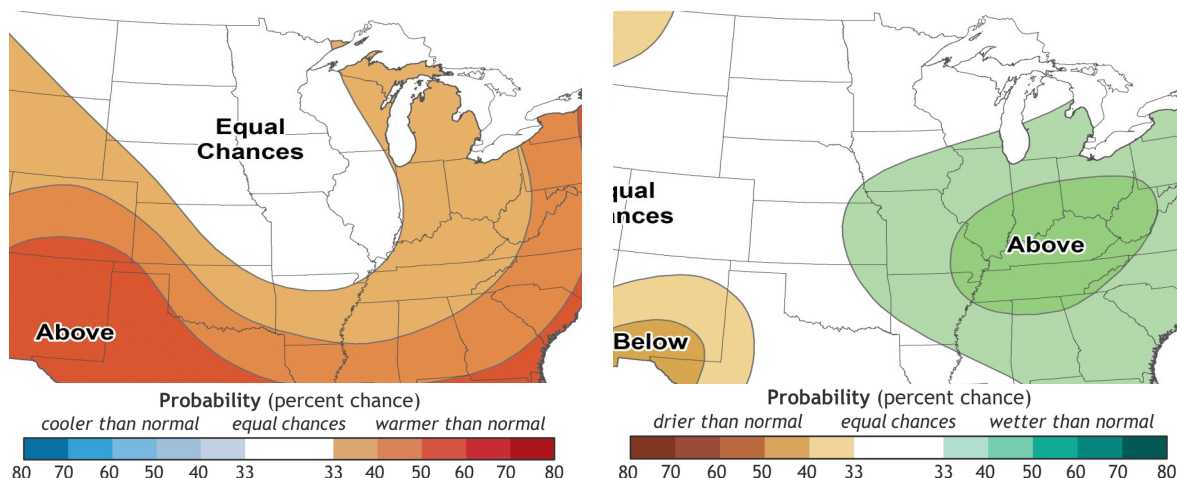 Equal
Chances
Above
Probability (percent chance)
cooler than normal equal chances warmer than normal
80 70 60 50 40 33 33 40 50 60 70 80
qual
ances
Above
Below
Probability (percent chance)
drier than normal equal chances wetter than normal
80 70 60 50 40 33 33 40 50 60 70 80